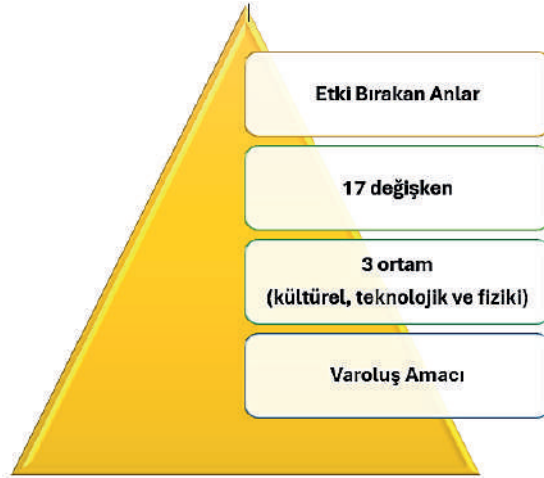 Etki Bırakan Anlar
17 değişken
3 ortam
(kültürel, teknolojik ve fiziki)
Varoluş Amacı